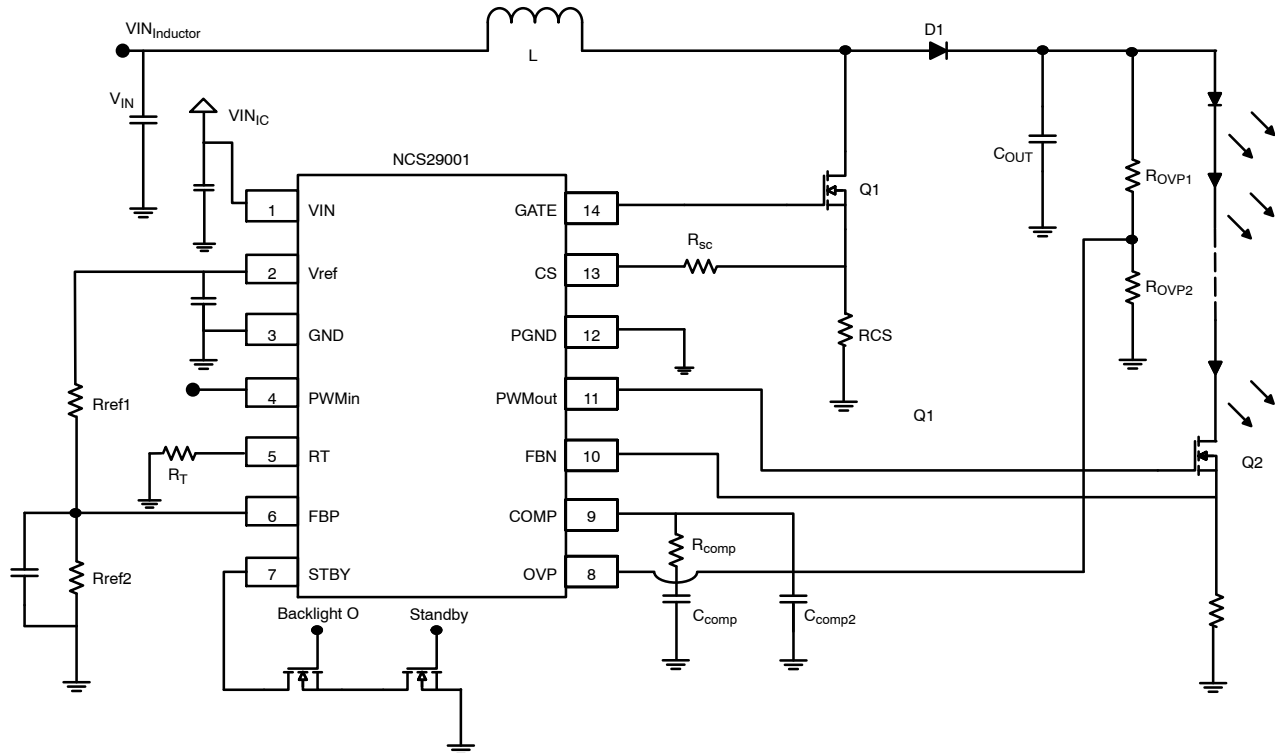 VINInductor
L
D1
VIN
VINIC
NCS29001
COUT
ROVP1
1 VIN
GATE 14
Q1
Rsc
2 Vref
CS 13
ROVP2
3 GND
PGND 12
RCS
Rref1
4 PWMin
PWMout 11
Q1
RT
5 RT
FBN 10
Q2
6 FBP
COMP 9
Rcomp
Rref2
7 STBY
OVP 8
Backlight O
Standby
Ccomp
Ccomp2